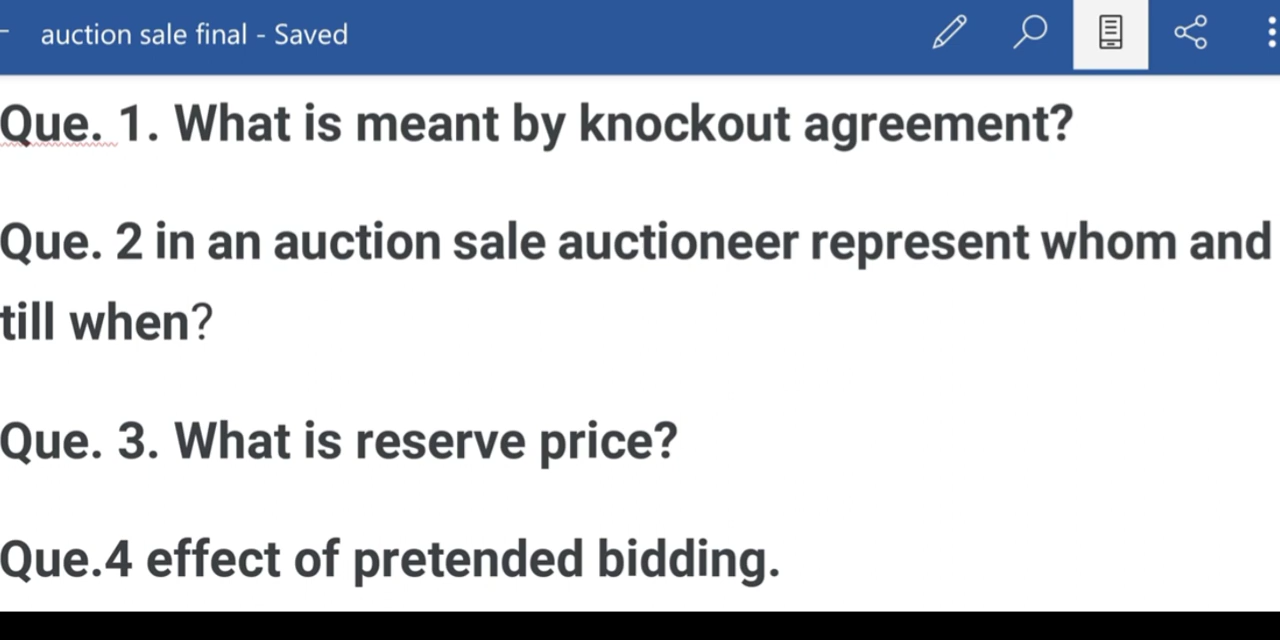 auction sale final - Saved
Que. 1. What is meant by knockout agreement?
Que. 2 in an auction sale auctioneer represent whom and
till when?
Que. 3. What is reserve price?
Que.4 effect of pretended bidding.